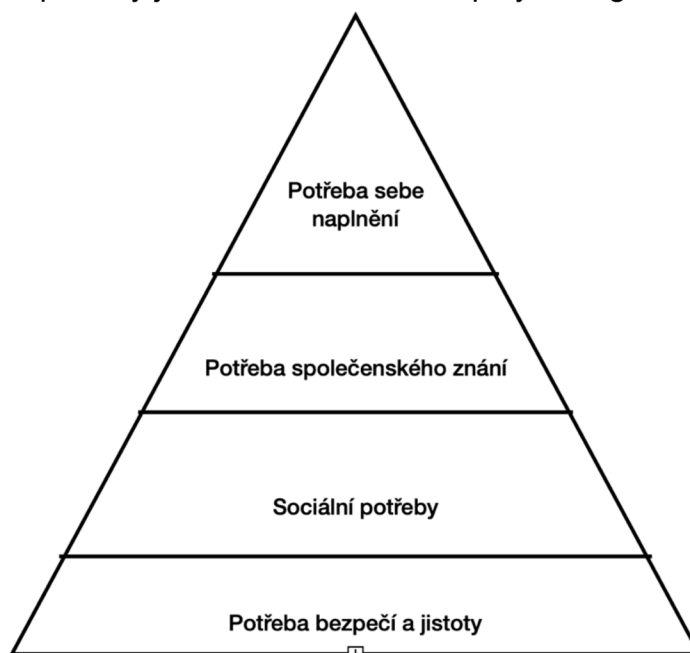 Potřeba sebe
naplnění
Potřeba společenského znání
Sociální potřeby
Potřeba bezpečí a jistoty